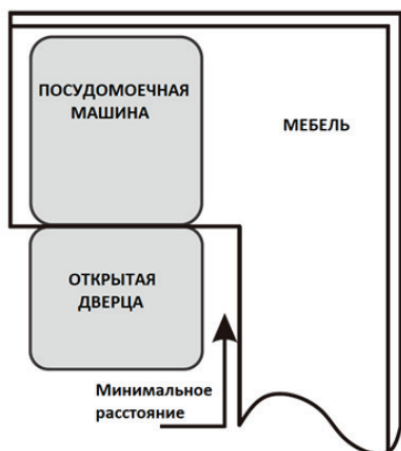 ПОСУДОМОЕЧНАЯ
МАШИНА
МЕБЕЛЬ
ОТКРЫТАЯ
ДВЕРЦА
Минимальное
расстояние